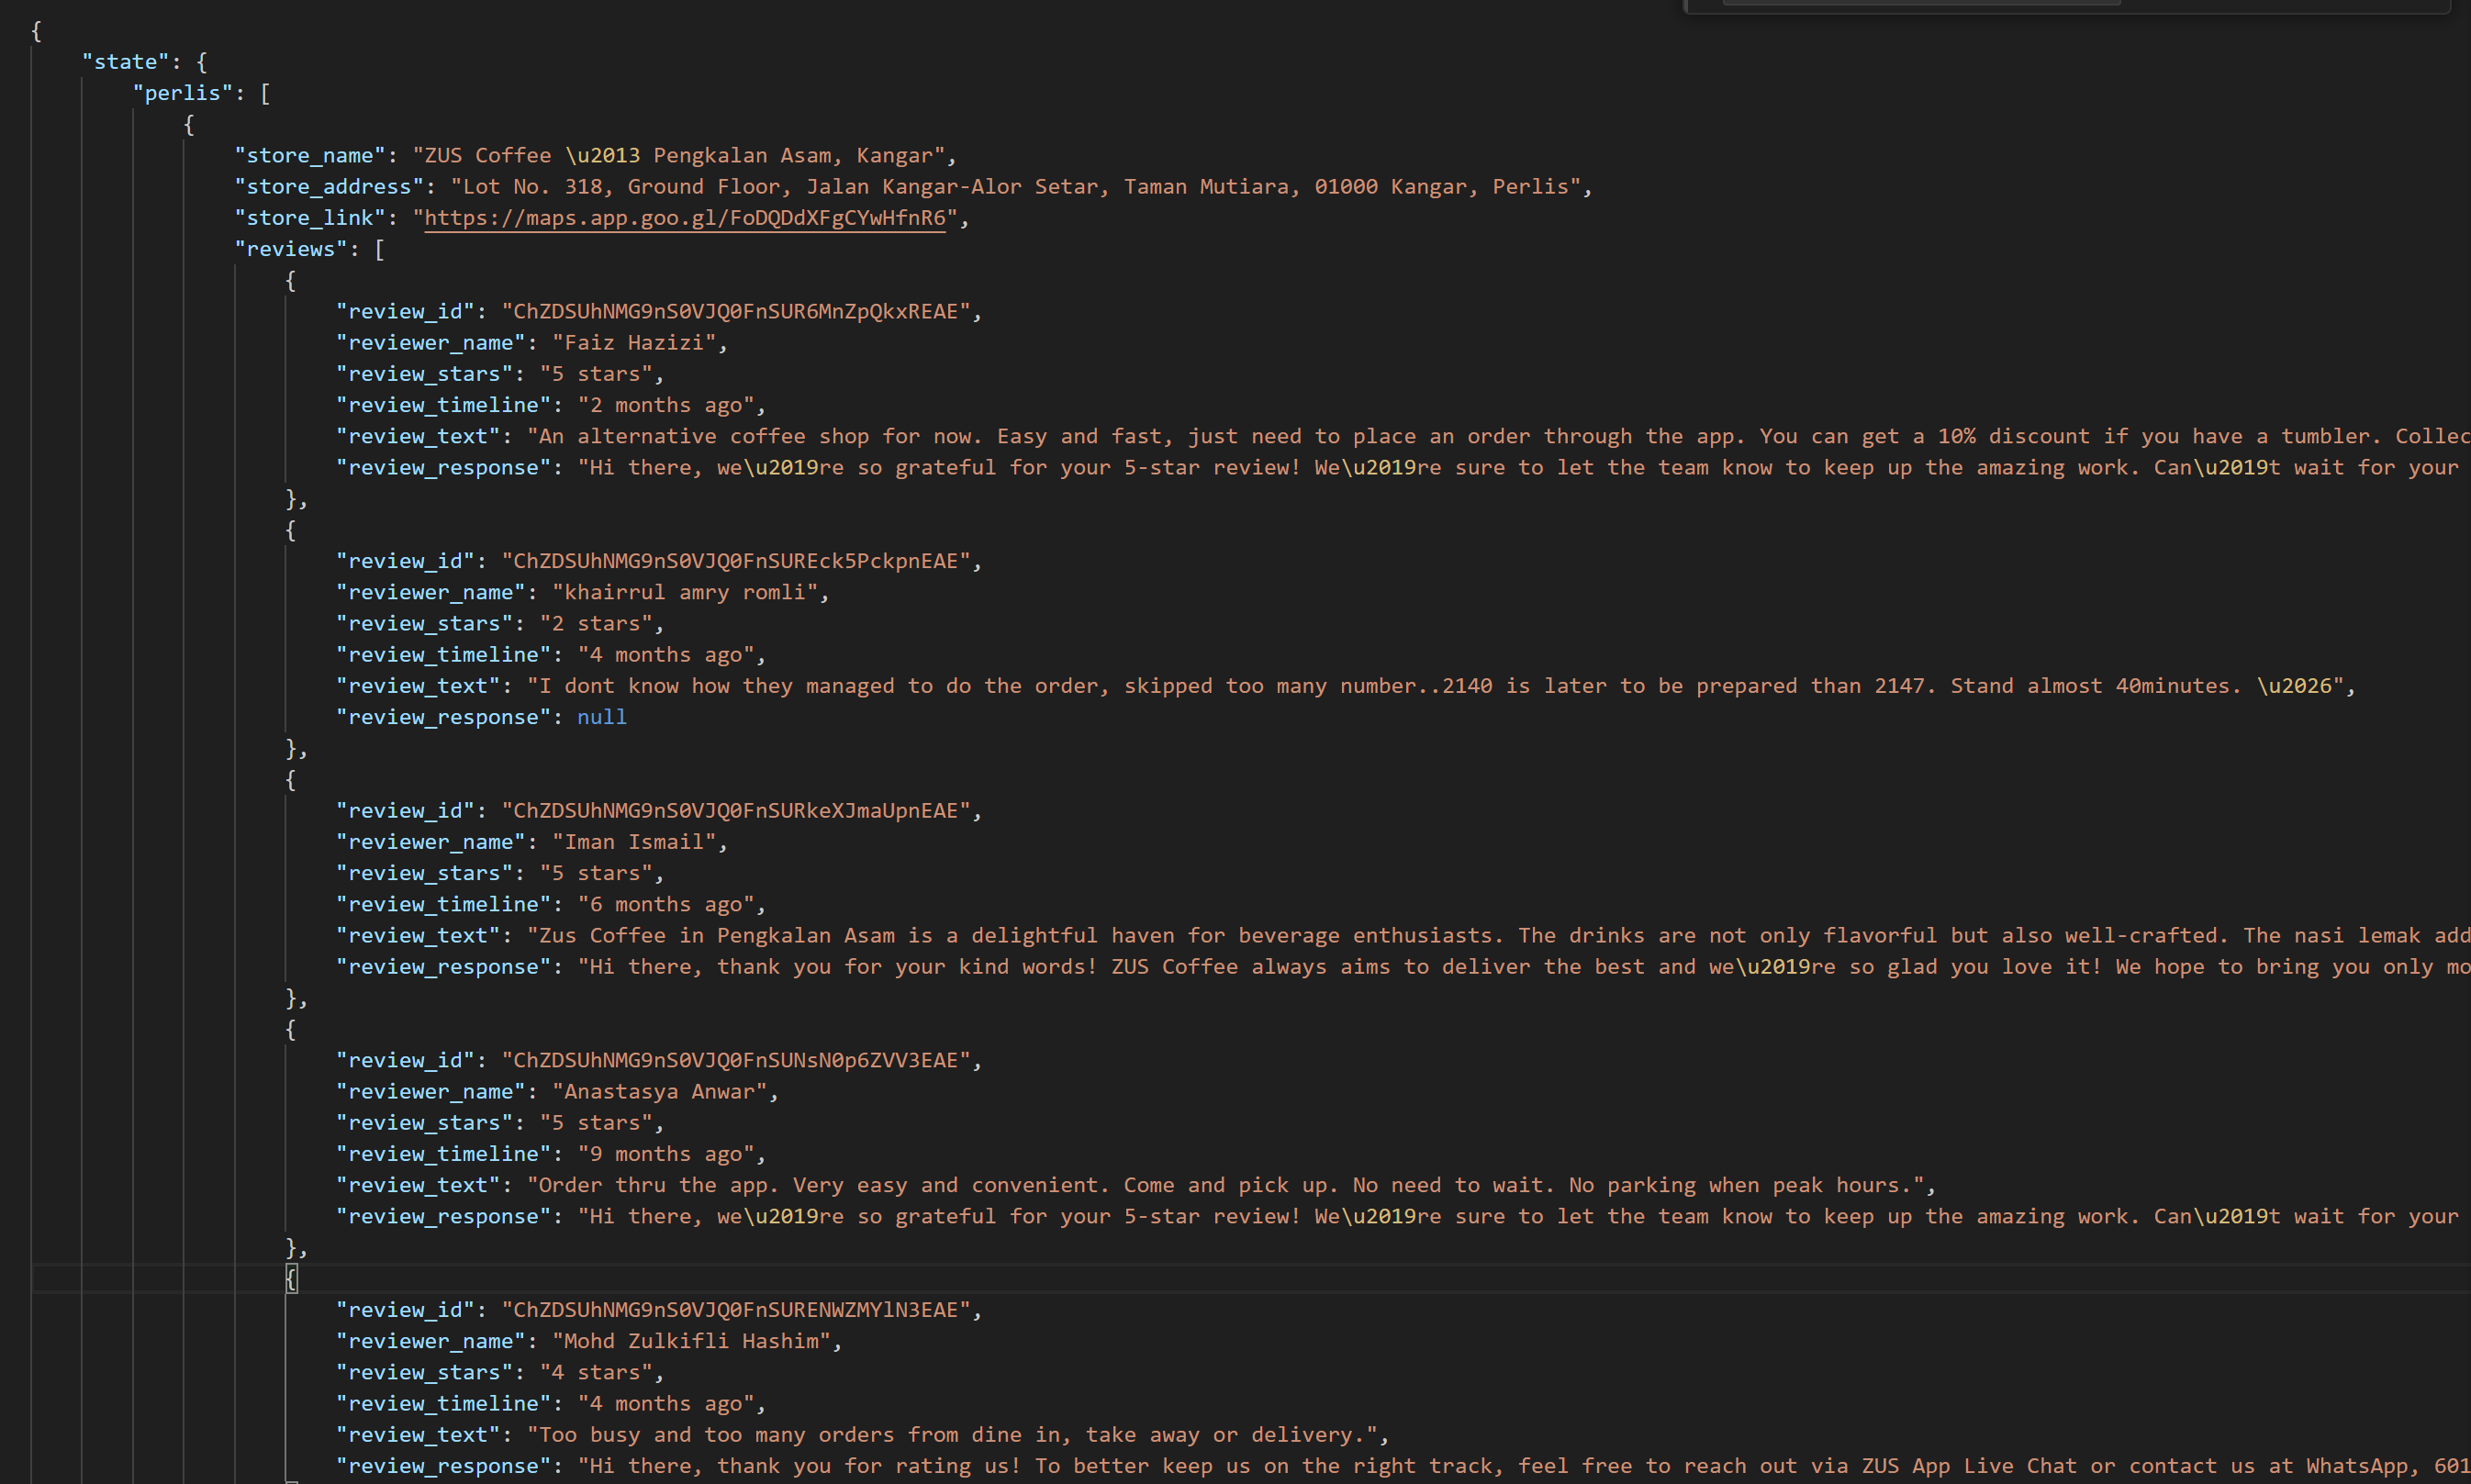 {
"state": {
"perlis": [
{
"store_name": "ZUS Coffee \u2013 Pengkalan Asam, Kangar",
"store_address": "Lot No. 318, Ground Floor, Jalan Kangar-Alor Setar, Taman Mutiara, 01000 Kangar, Perlis",
"store_link": "https://maps.app.goo.gl/FoDQDdXFgCYwHfnR6",
"reviews": [
{
"review_id": "ChZDSUhNMG9nS0VJQ0FnSUR6MnZpQkxREAE",
"reviewer_name": "Faiz Hazizi",
"review_stars": "5 stars",
"review_timeline": "2 months ago",
"review_text": "An alternative coffee shop for now. Easy and fast, just need to place an order through the app. You can get a 10% discount if you have a tumbler. Collec
"review_response": "Hi there, we\u2019re so grateful for your 5-star review! We\u2019re sure to let the team know to keep up the amazing work. Can\u2019t wait for your
},
{
"review_id": "ChZDSUhNMG9nS0VJQ0FnSUREck5PckpnEAE",
"reviewer_name": "khairrul amry romli",
"review_stars": "2 stars",
"review_timeline": "4 months ago",
"review_text": "I dont know how they managed to do the order, skipped too many number..2140 is later to be prepared than 2147. Stand almost 40minutes. \u2026",
"review_response": null
},
{
"review_id": "ChZDSUhNMG9nS0VJQ0FnSURkeXJmaUpnEAE",
"reviewer_name": "Iman Ismail",
"review_stars": "5 stars",
"review_timeline": "6 months ago",
"review_text": "Zus Coffee in Pengkalan Asam is a delightful haven for beverage enthusiasts. The drinks are not only flavorful but also well-crafted. The nasi lemak add
"review_response": "Hi there, thank you for your kind words! ZUS Coffee always aims to deliver the best and we\u2019re so glad you love it! We hope to bring you only mo
},
{
"review_id": "ChZDSUhNMG9nS0VJQ0FnSUNsN0p6ZVV3EAE",
"reviewer_name": "Anastasya Anwar",
"review_stars": "5 stars",
"review_timeline": "9 months ago",
"review_text": "Order thru the app. Very easy and convenient. Come and pick up. No need to wait. No parking when peak hours.",
"review_response": "Hi there, we\u2019re so grateful for your 5-star review! We\u2019re sure to let the team know to keep up the amazing work. Can\u2019t wait for your
},
{
"review_id": "ChZDSUhNMG9nS0VJQ0FnSURENWZMYlN3EAE",
"reviewer_name": "Mohd Zulkifli Hashim",
"review_stars": "4 stars",
"review_timeline": "4 months ago",
"review_text": "Too busy and too many orders from dine in, take away or delivery.",
"review_response": "Hi there, thank you for rating us! To better keep us on the right track, feel free to reach out via ZUS App Live Chat or contact us at WhatsApp, 601